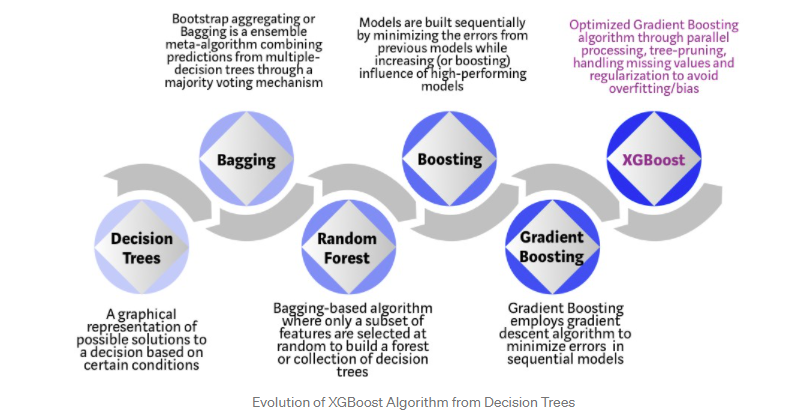 Bootstrap aggregating or
Bagging is a ensemble
meta-algorithm combining
predictions from multiple-
decision trees through a
majority voting mechanism
Models are built sequentially
by minimizing the errors from
previous models while
increasing (or boosting)
influence of high-performing
models
Optimized Gradient Boosting
algorithm through parallel
processing, tree-pruning,
handling missing values and
regularization to avoid
overfitting/bias
Bagging
Boosting
XGBoost
Decision
Trees
Random
Forest
Gradient
Boosting
A graphical
representation of
possible solutions to
a decision based on
certain conditions
Bagging-based algorithm
where only a subset of
features are selected at
random to build a forest
or collection of decision
trees
Gradient Boosting
employs gradient
descent algorithm to
minimize errors in
sequential models
Evolution of XGBoost Algorithm from Decision Trees